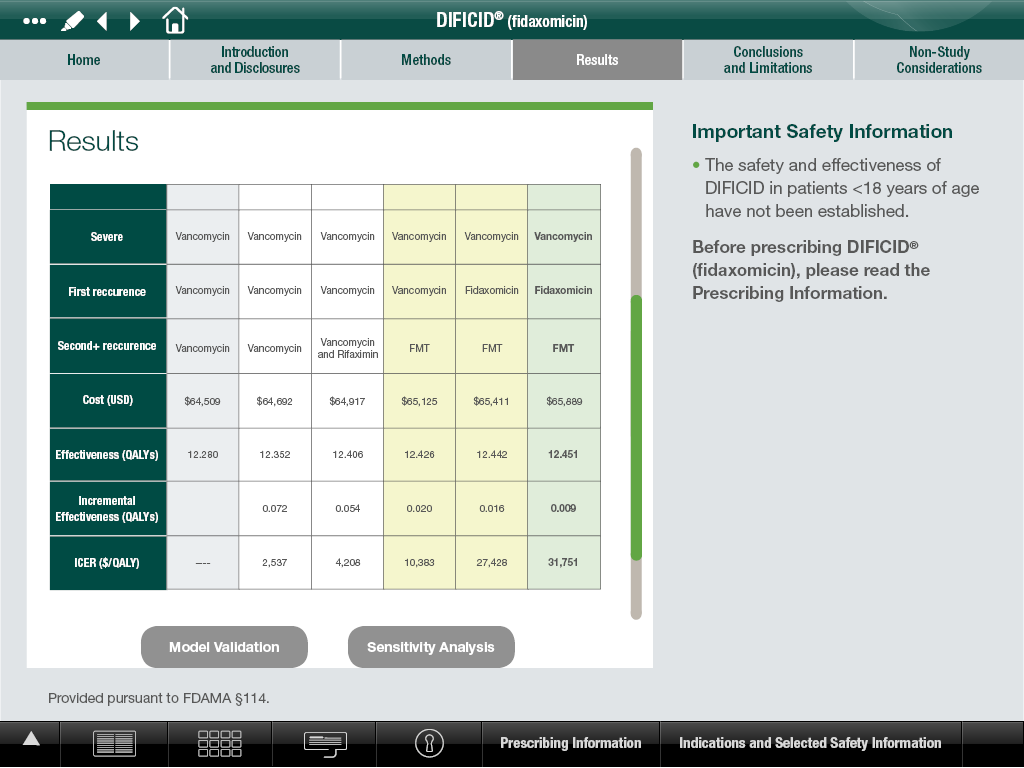 DIFICID® (fidaxomicin)
Home
Introduction
and Disclosures
Methods
Results
Conclusions
and Limitations
Non-Study
Considerations
Results
Severe Vancomycin Vancomycin Vancomycin Vancomycin Vancomycin Vancomycin
First reccurence Vancomycin Vancomycin Vancomycin Vancomycin Fidaxomicin Fidaxomicin
Second+ reccurence Vancomycin Vancomycin Vancomycin and Rifaximin FMT FMT FMT
Cost (USD) $64,509 $64,692 $64,917 $65,125 $65,411 $65,889
Effectiveness (QALYs) 12.280 12.352 12.406 12.426 12.442 12.451
Incremental
Effectiveness (QALYs) 0.072 0.054 0.020 0.016 0.009
ICER ($/QALY) ---- 2,537 4,208 10,383 27,428 31,751
Model Validation
Sensitivity Analysis
Provided pursuant to FDAMA §114.
Important Safety Information
• The safety and effectiveness of
DIFICID in patients <18 years of age
have not been established.
Before prescribing DIFICID®
(fidaxomicin), please read the
Prescribing Information.
Prescribing Information
Indications and Selected Safety Information